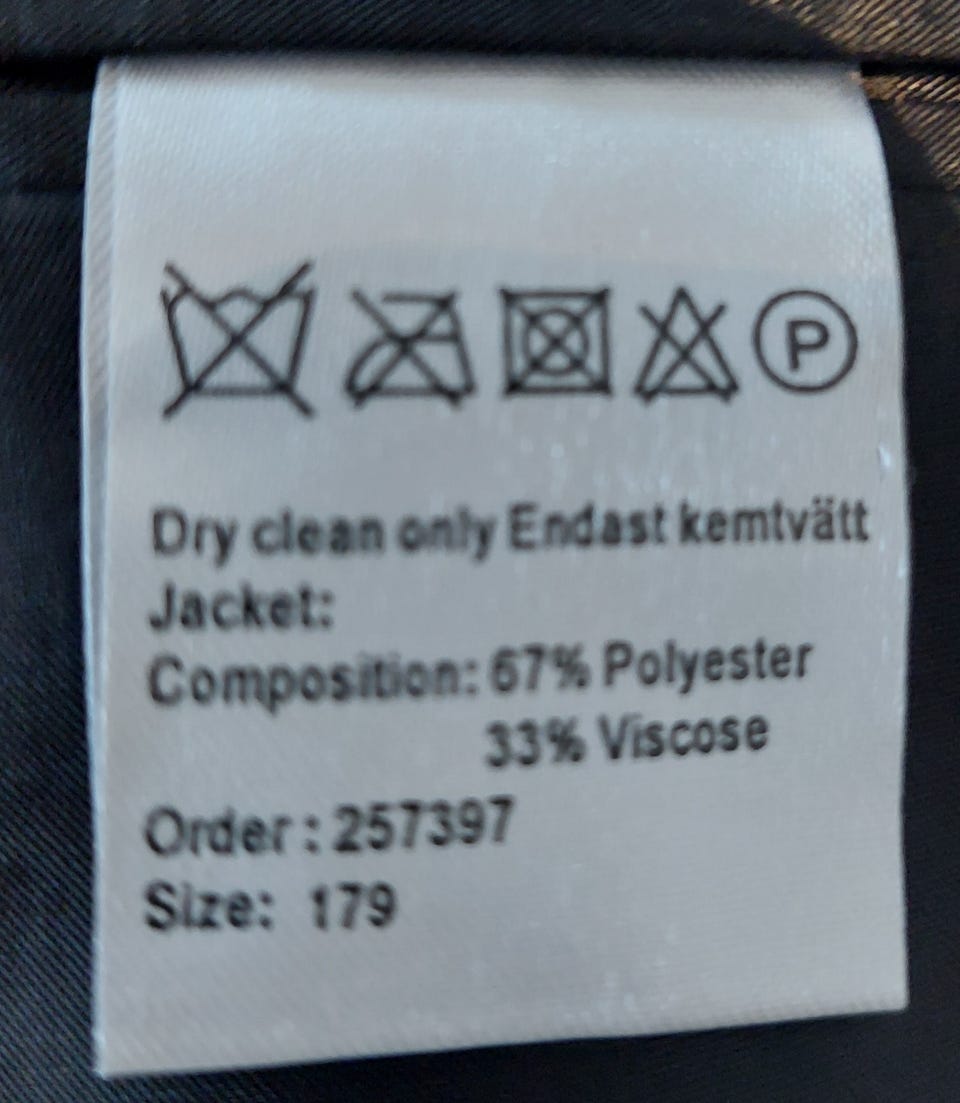 P
Dry clean only Endast kemtvätt
Jacket:
Composition: 67% Polyester
33% Viscose
Order : 257397
Size: 179